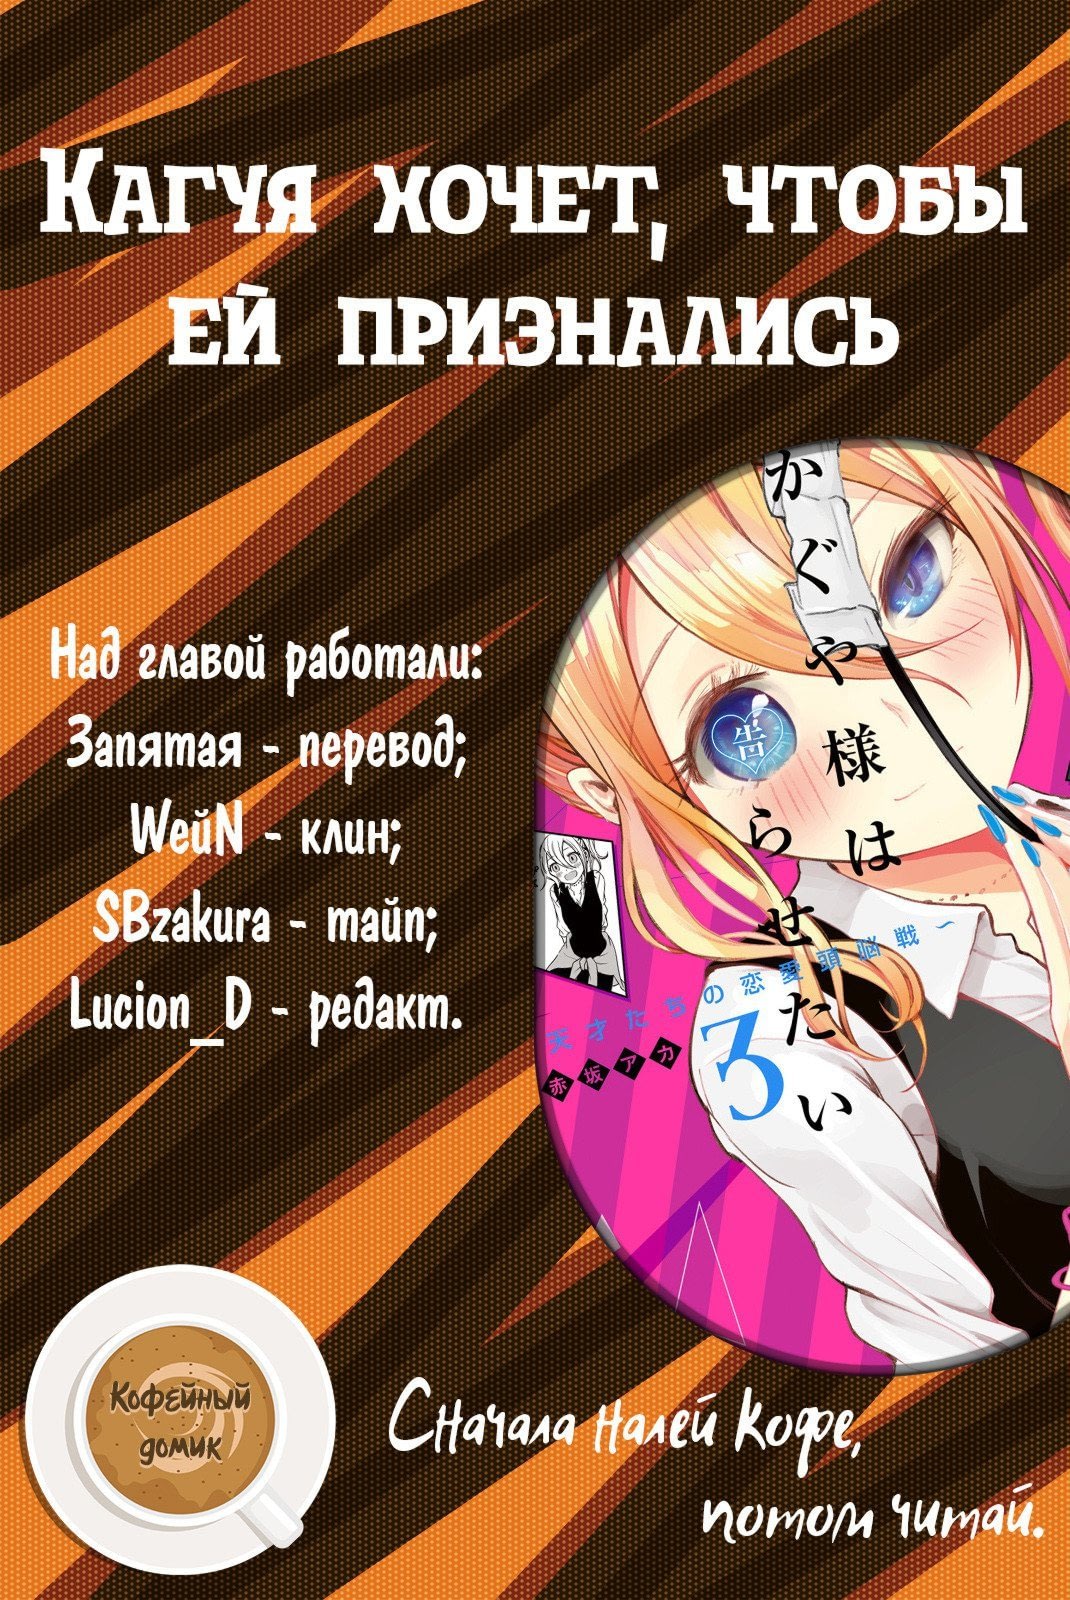 Кагуя хочет, чтобы
ей признались
Над главой работали:
Запятая - перевод;
WeйN - клин;
SBzakura - тайп;
Lucion_D - редакт.
かぐや様は
告らせたい
天才たちの恋愛頭脳戦~
3
赤坂アカ
Кофейный
домик
Сначала налей кофе,
потом читай.